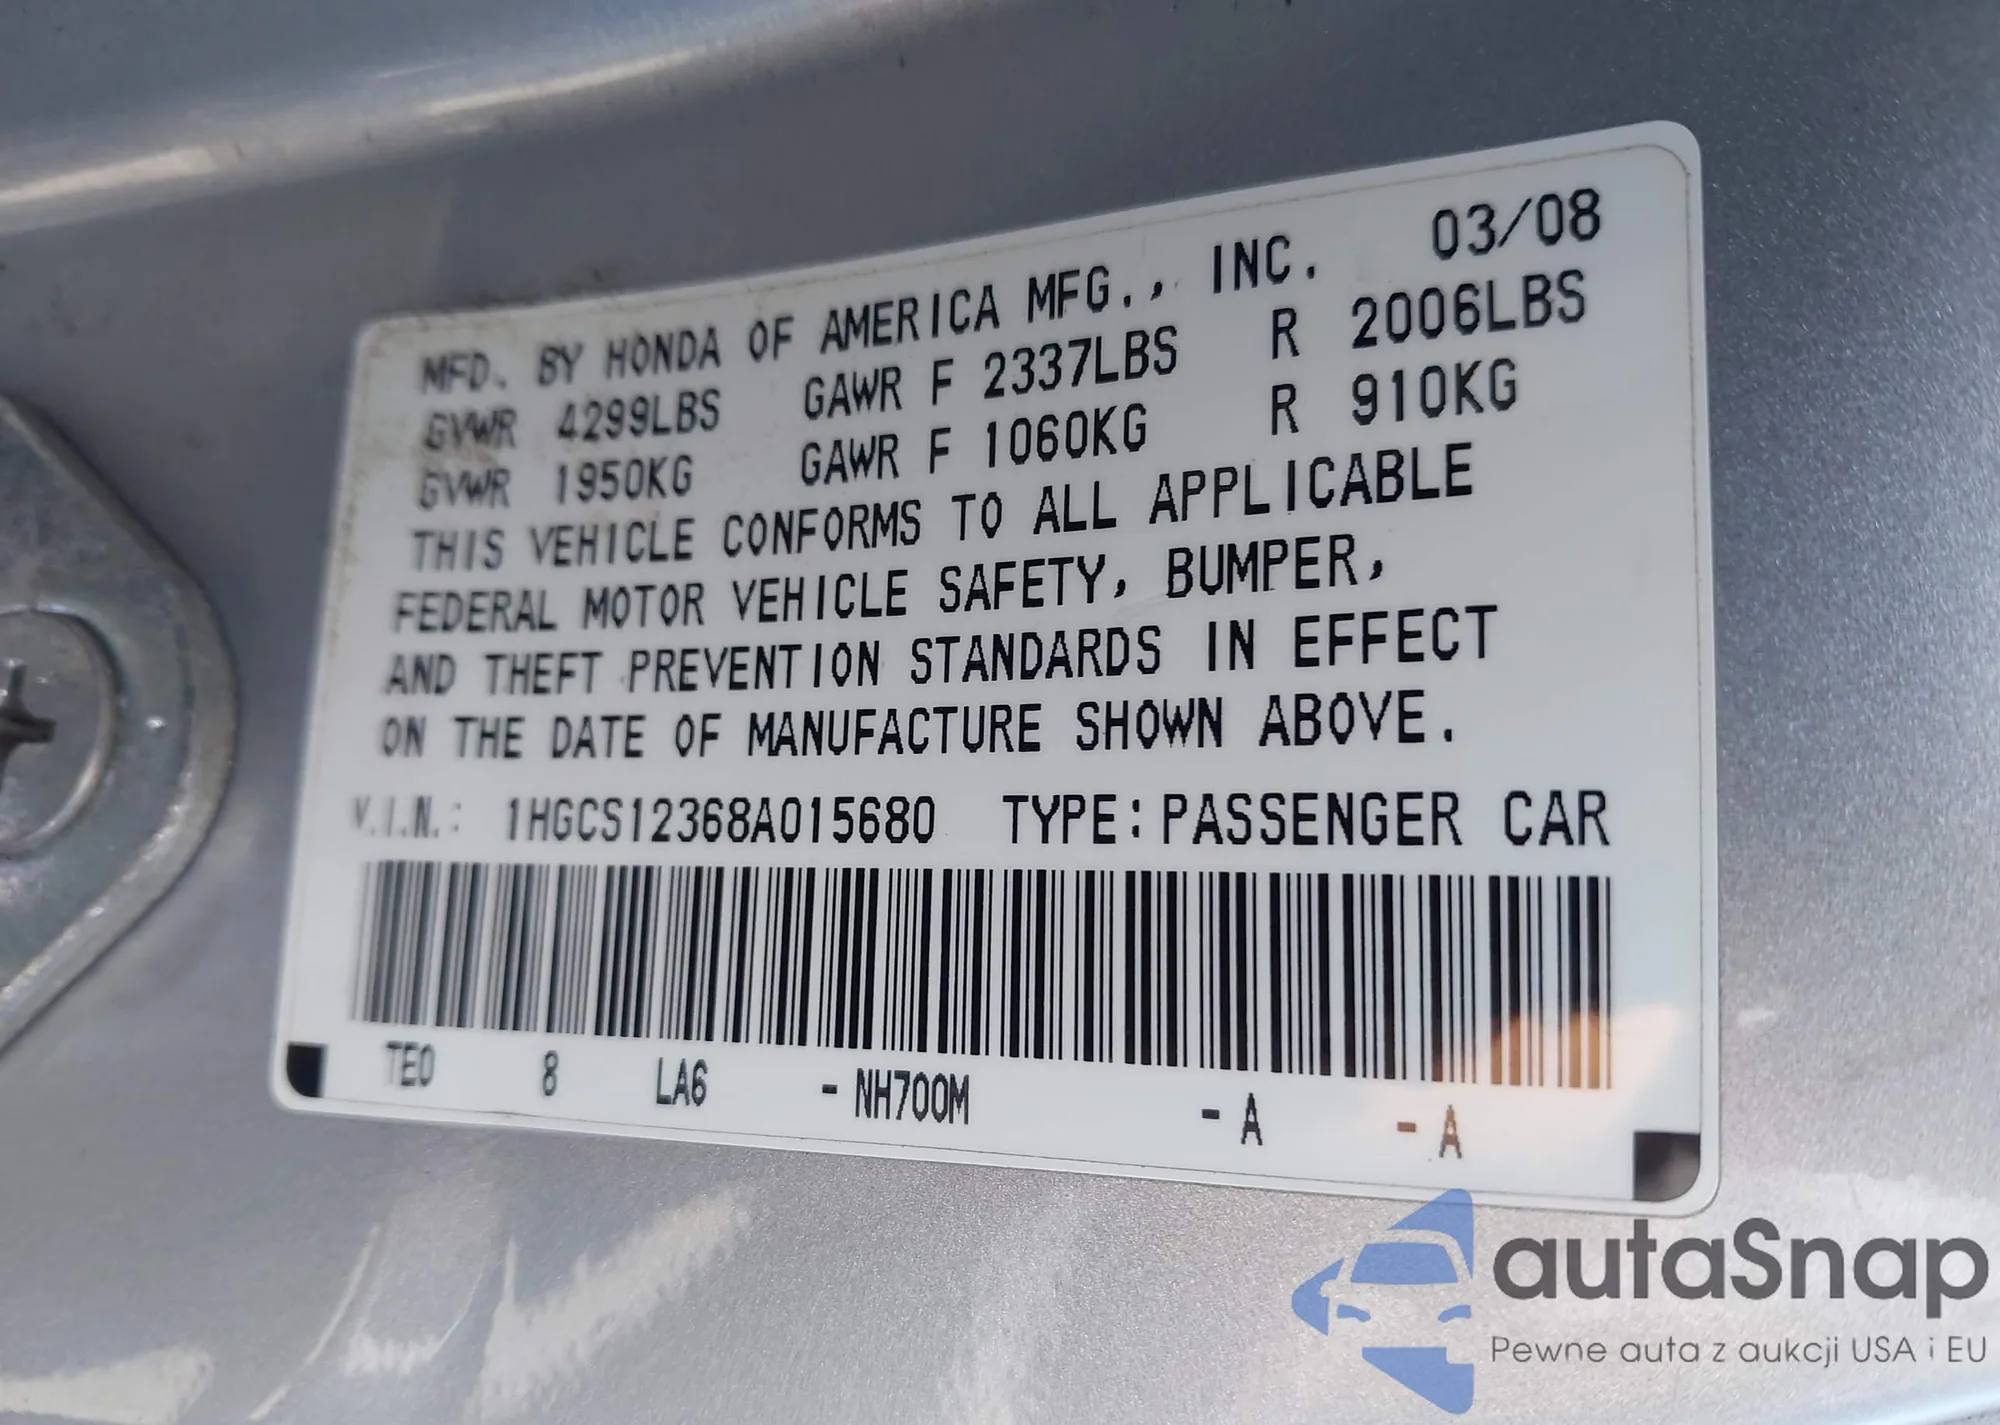 MFD. BY HONDA OF AMERICA MFG., INC. 03/08
GVWR 4299LBS GAWR F 2337LBS R 2006LBS
GVWR 1950KG GAWR F 1060KG R 910KG
THIS VEHICLE CONFORMS TO ALL APPLICABLE
FEDERAL MOTOR VEHICLE SAFETY, BUMPER,
AND THEFT PREVENTION STANDARDS IN EFFECT
ON THE DATE OF MANUFACTURE SHOWN ABOVE.
V.I.N.: 1HGCS12368A015680 TYPE:PASSENGER CAR
TE0 8 LA6 - NH700M - A - A
autaSnap
Pewne auta z aukcji USA i EU